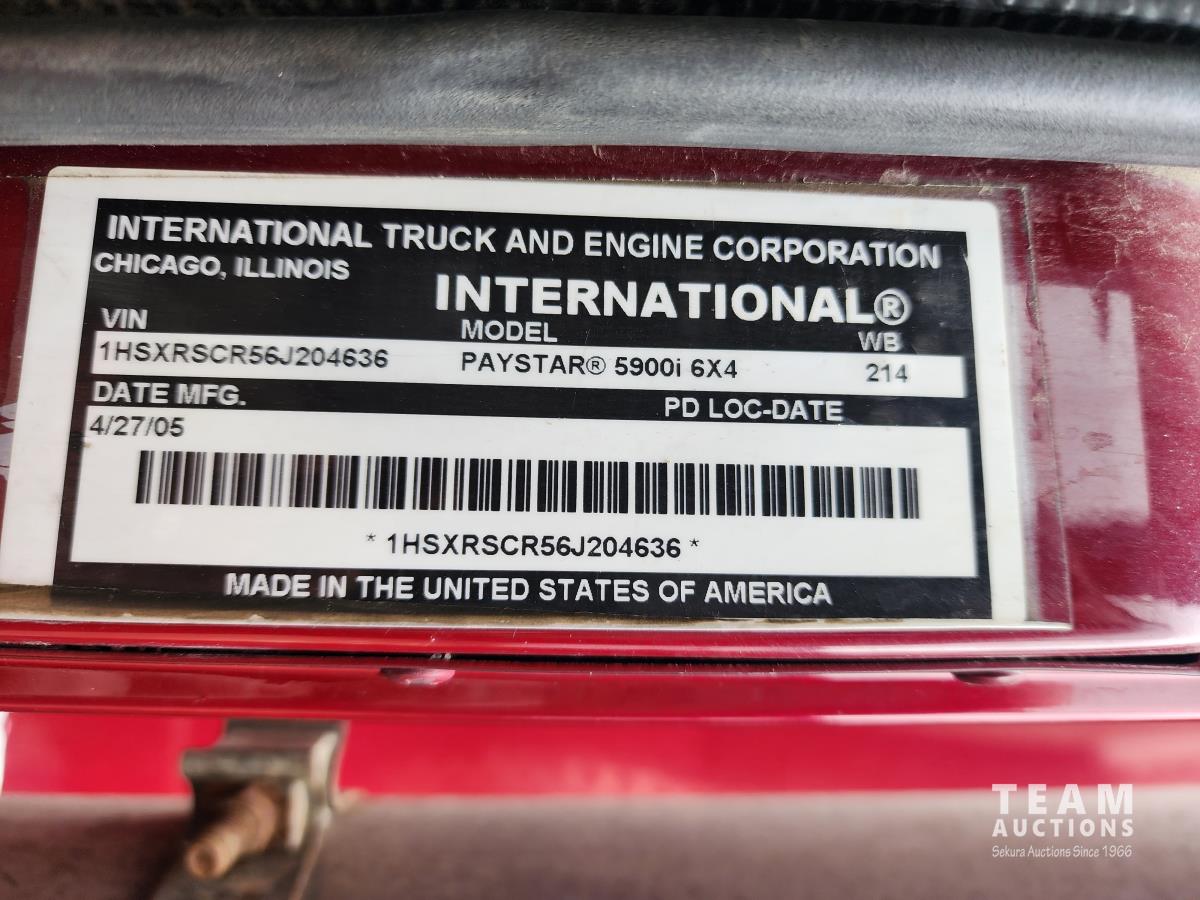 INTERNATIONAL TRUCK AND ENGINE CORPORATION
CHICAGO, ILLINOIS
INTERNATIONAL®
VIN MODEL WB
1HSXRSCR56J204636 PAYSTAR® 5900i 6X4 214
DATE MFG. PD LOC-DATE
4/27/05
* 1HSXRSCR56J204636 *
MADE IN THE UNITED STATES OF AMERICA
TEAM
AUCTIONS
Sekura Auctions Since 1966